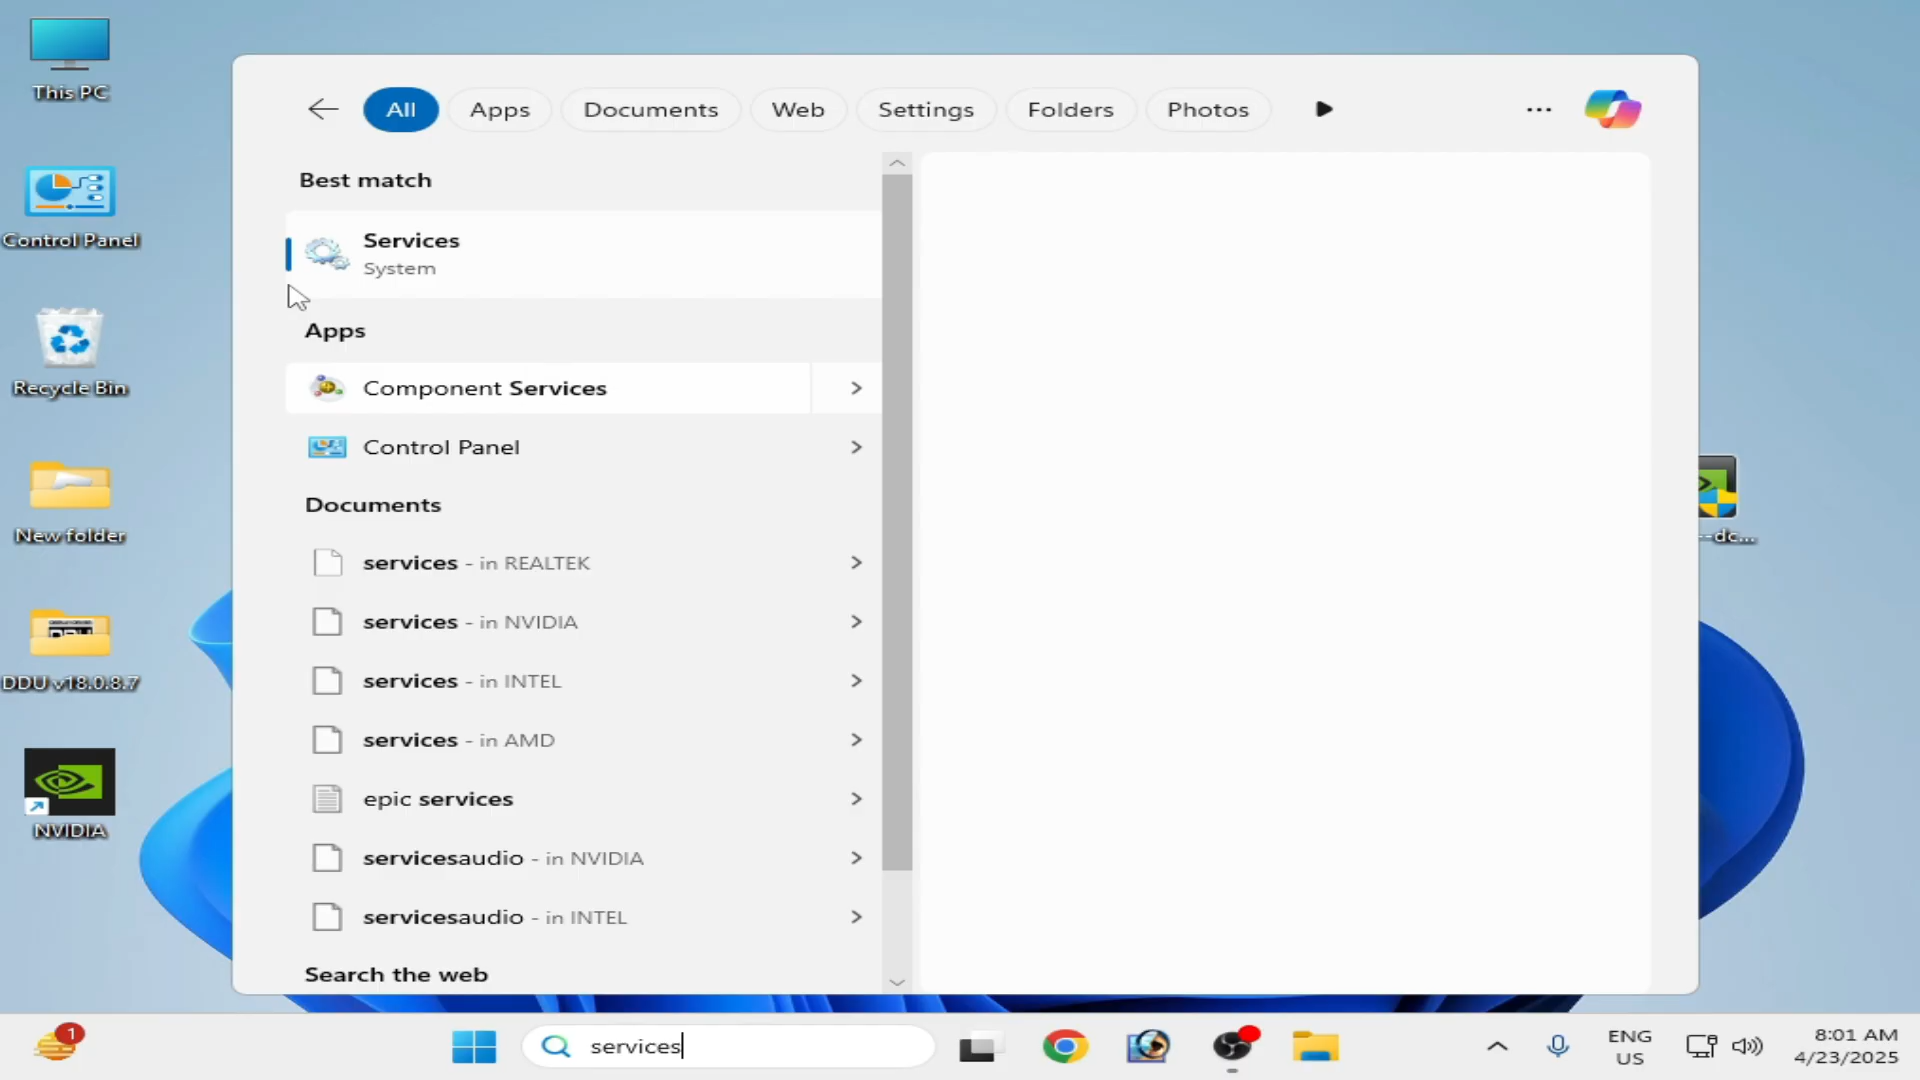 This PC
Control Panel
Recycle Bin
New folder
DDU v18.0.8.7
NVIDIA
All
Apps
Documents
Web
Settings
Folders
Photos
Best match
Services
System
Apps
Component Services
Control Panel
Documents
services - in REALTEK
services - in NVIDIA
services - in INTEL
services - in AMD
epic services
servicesaudio - in NVIDIA
servicesaudio - in INTEL
Search the web
--dc...
1
services
ENG
US
8:01 AM
4/23/2025